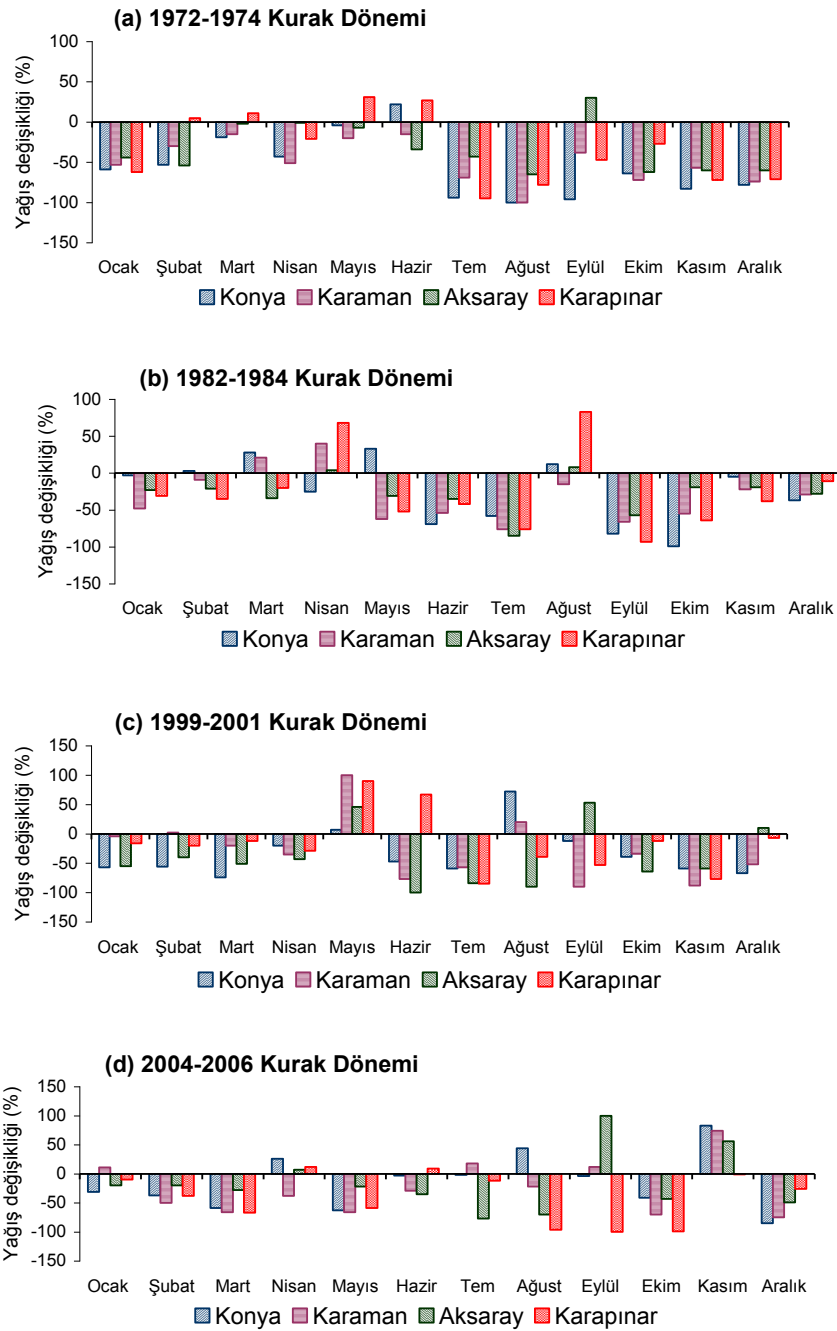 (a) 1972-1974 Kurak Dönemi
Yağış değişikliği (%)
100
50
0
-50
-100
-150
Ocak Şubat Mart Nisan Mayıs Hazir Tem Ağust Eylül Ekim Kasım Aralık
Konya Karaman Aksaray Karapınar
(b) 1982-1984 Kurak Dönemi
Yağış değişikliği (%)
100
50
0
-50
-100
-150
Ocak Şubat Mart Nisan Mayıs Hazir Tem Ağust Eylül Ekim Kasım Aralık
Konya Karaman Aksaray Karapınar
(c) 1999-2001 Kurak Dönemi
Yağış değişikliği (%)
150
100
50
0
-50
-100
-150
Ocak Şubat Mart Nisan Mayıs Hazir Tem Ağust Eylül Ekim Kasım Aralık
Konya Karaman Aksaray Karapınar
(d) 2004-2006 Kurak Dönemi
Yağış değişikliği (%)
150
100
50
0
-50
-100
-150
Ocak Şubat Mart Nisan Mayıs Hazir Tem Ağust Eylül Ekim Kasım Aralık
Konya Karaman Aksaray Karapınar